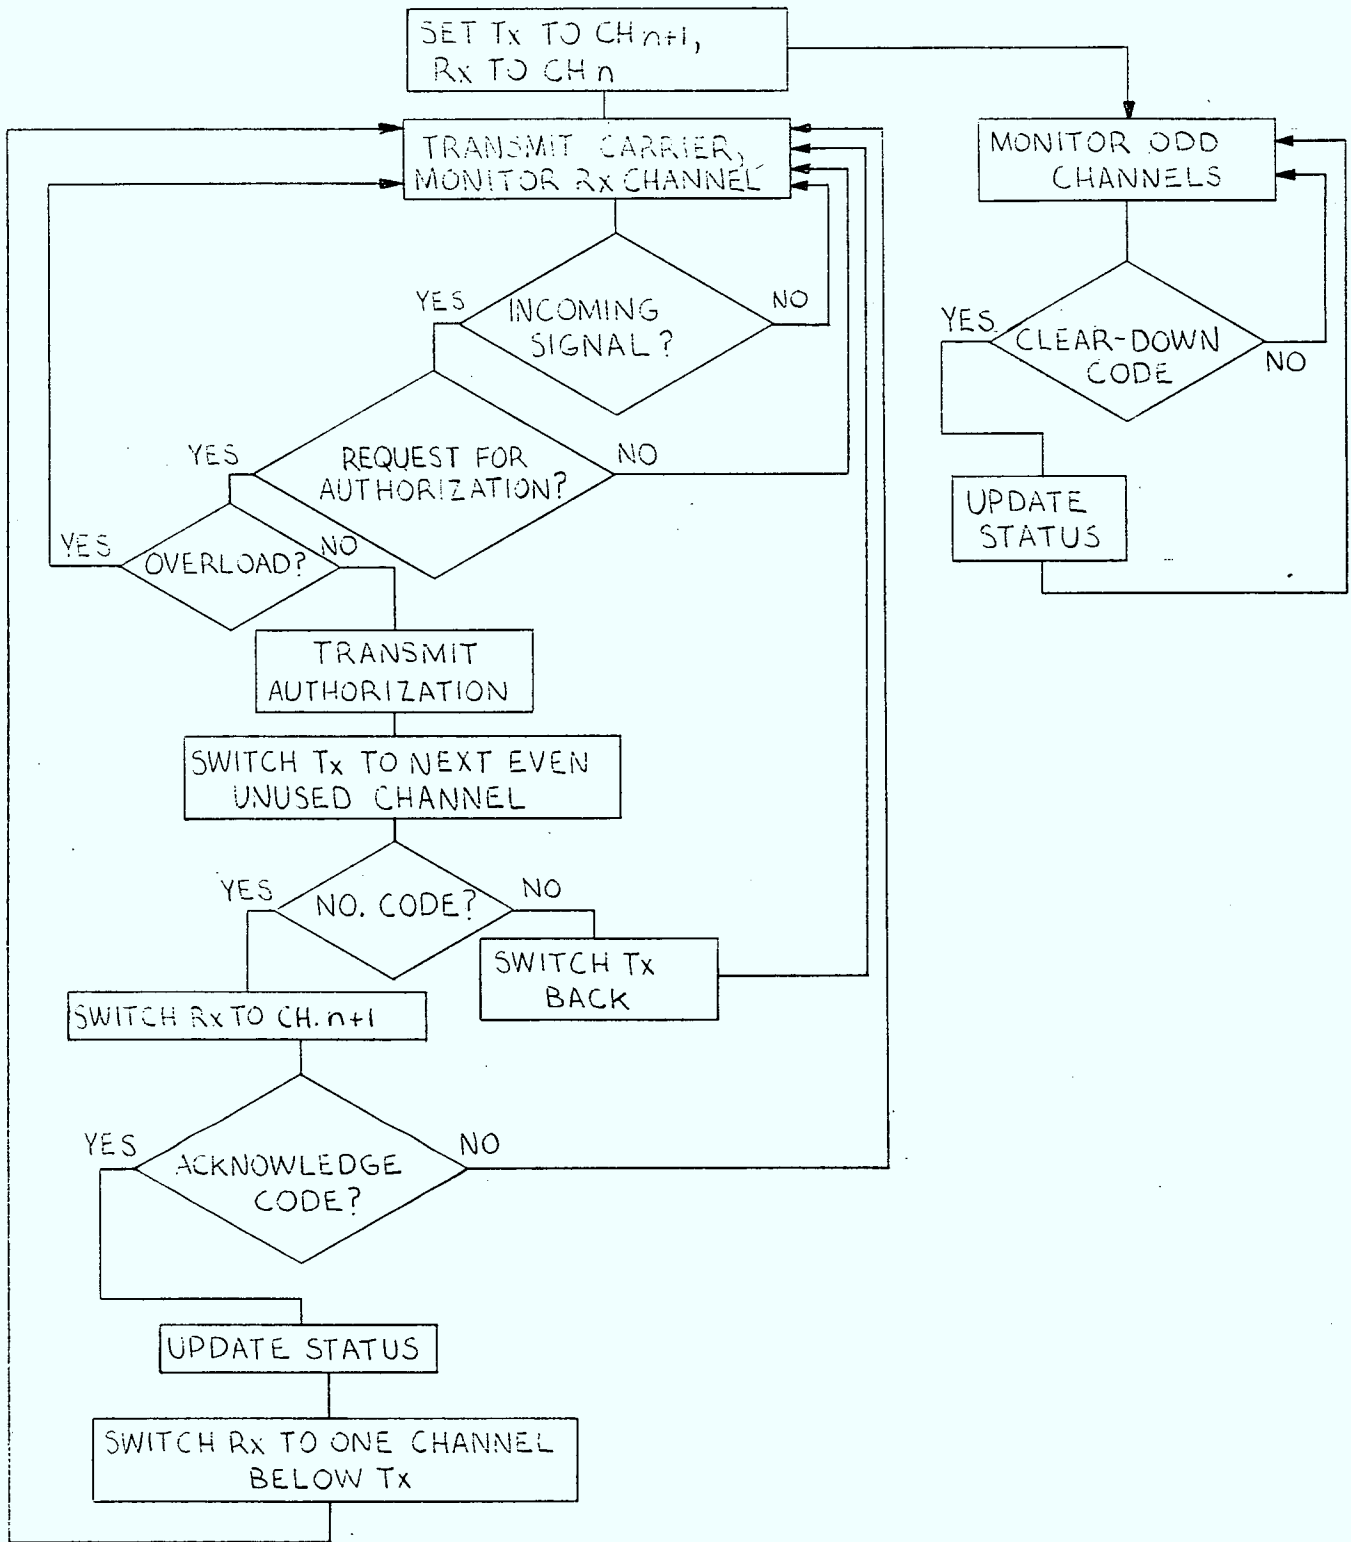 SET Tx TO CH n+1,
Rx TO CH n
TRANSMIT CARRIER,
MONITOR Rx CHANNEL
MONITOR ODD
CHANNELS
YES
INCOMING
SIGNAL?
NO
YES
CLEAR-DOWN
CODE
NO
YES
REQUEST FOR
AUTHORIZATION?
NO
UPDATE
STATUS
YES
OVERLOAD?
NO
TRANSMIT
AUTHORIZATION
SWITCH Tx TO NEXT EVEN
UNUSED CHANNEL
YES
NO. CODE?
NO
SWITCH Tx
BACK
SWITCH Rx TO CH. n+1
YES
ACKNOWLEDGE
CODE?
NO
UPDATE STATUS
SWITCH Rx TO ONE CHANNEL
BELOW Tx